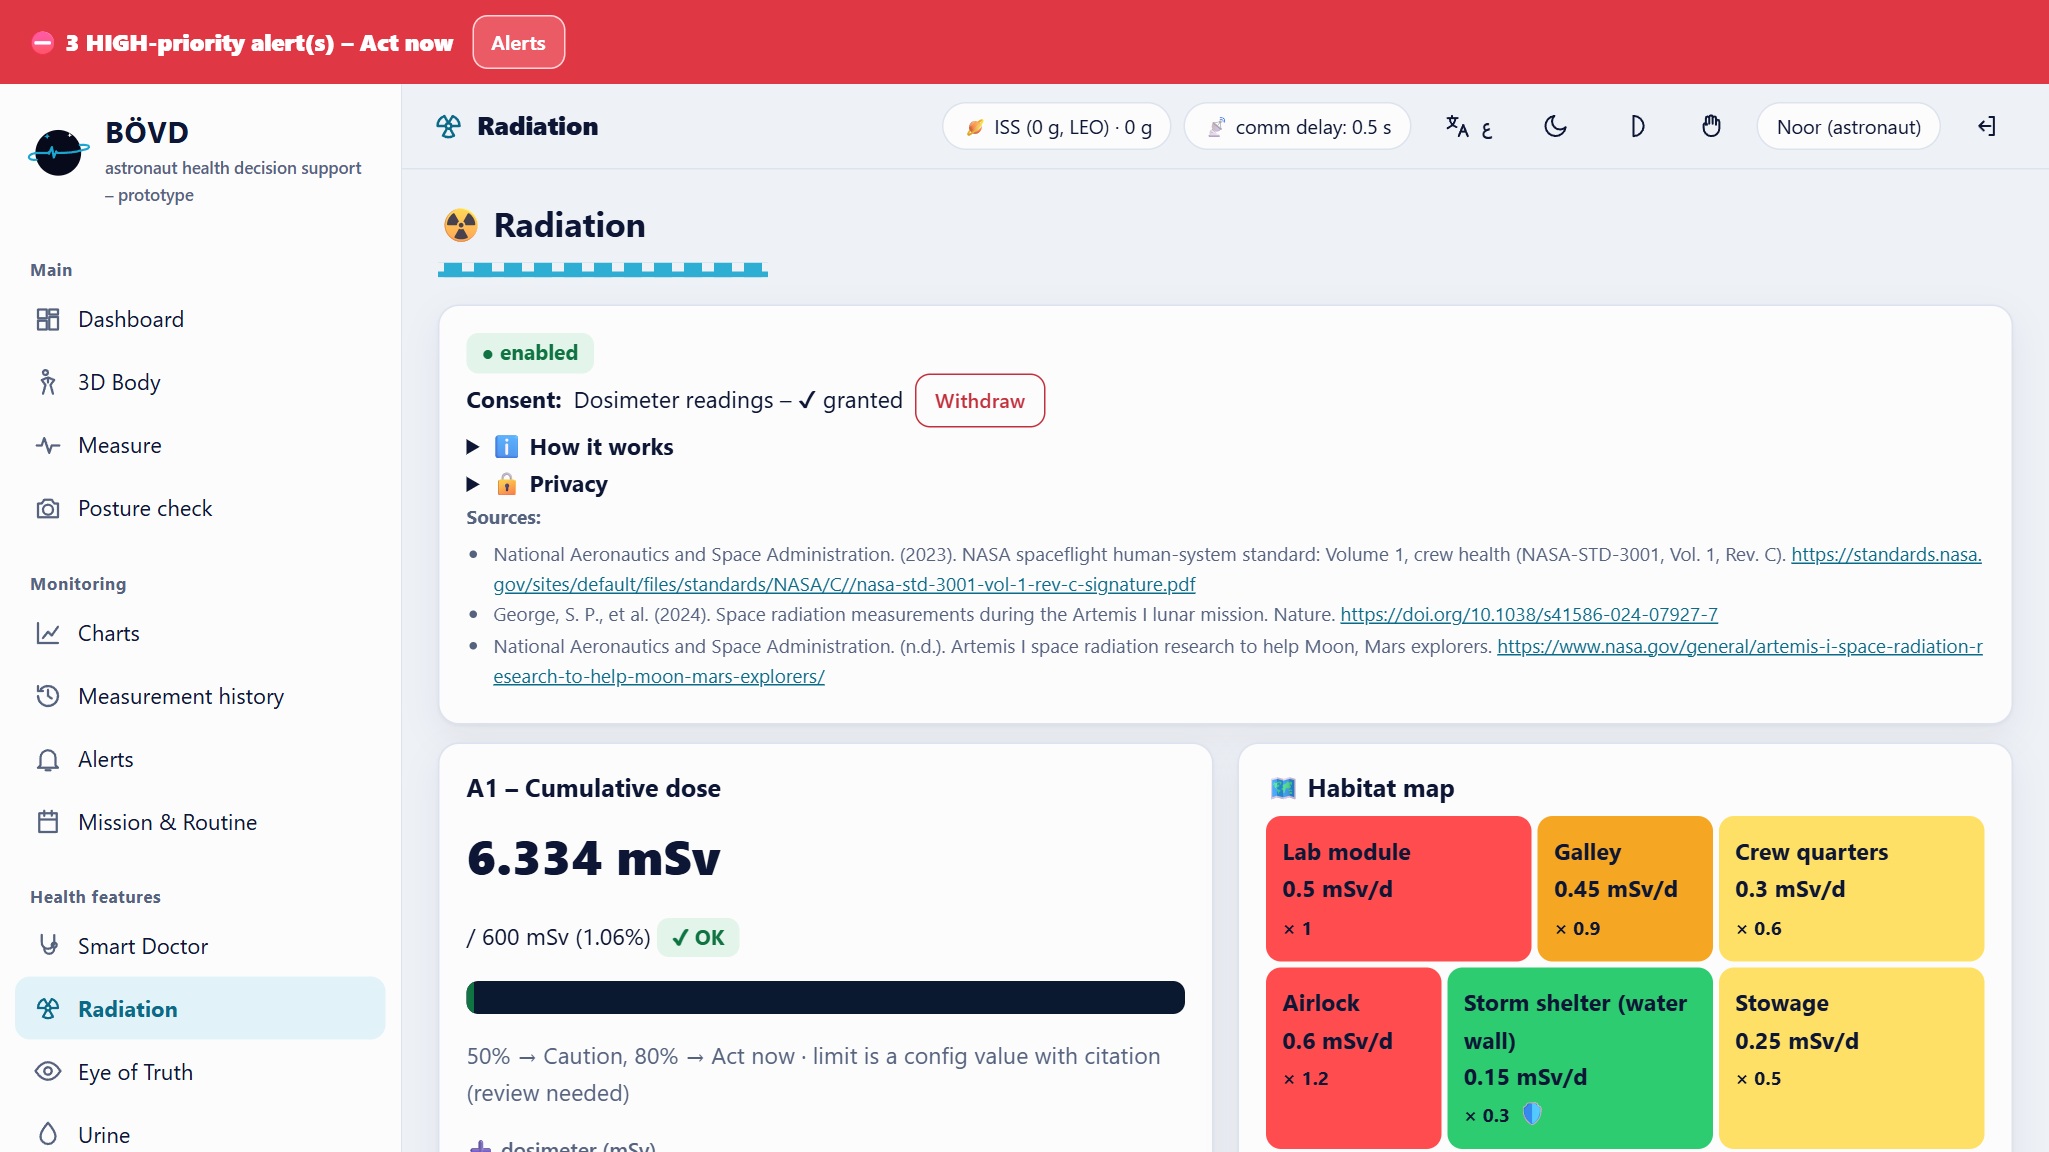 3 HIGH-priority alert(s) – Act now
Alerts
BÖVD
astronaut health decision support
– prototype
Main
Dashboard
3D Body
Measure
Posture check
Monitoring
Charts
Measurement history
Alerts
Mission & Routine
Health features
Smart Doctor
Radiation
Eye of Truth
Urine
Radiation
ISS (0 g, LEO) · 0 g
comm delay: 0.5 s
文A ع
Noor (astronaut)
Radiation
● enabled
Consent: Dosimeter readings – ✓ granted
Withdraw
How it works
Privacy
Sources:
National Aeronautics and Space Administration. (2023). NASA spaceflight human-system standard: Volume 1, crew health (NASA-STD-3001, Vol. 1, Rev. C). https://standards.nasa.
gov/sites/default/files/standards/NASA/C//nasa-std-3001-vol-1-rev-c-signature.pdf
George, S. P., et al. (2024). Space radiation measurements during the Artemis I lunar mission. Nature. https://doi.org/10.1038/s41586-024-07927-7
National Aeronautics and Space Administration. (n.d.). Artemis I space radiation research to help Moon, Mars explorers. https://www.nasa.gov/general/artemis-i-space-radiation-r
esearch-to-help-moon-mars-explorers/
A1 – Cumulative dose
6.334 mSv
/ 600 mSv (1.06%) ✓ OK
50% → Caution, 80% → Act now · limit is a config value with citation
(review needed)
dosimeter (mSv)
Habitat map
Lab module
0.5 mSv/d
× 1
Galley
0.45 mSv/d
× 0.9
Crew quarters
0.3 mSv/d
× 0.6
Airlock
0.6 mSv/d
× 1.2
Storm shelter (water
wall)
0.15 mSv/d
× 0.3
Stowage
0.25 mSv/d
× 0.5